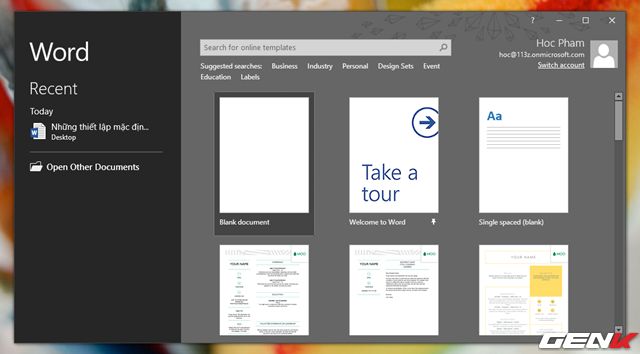 Word
Recent
Today
Những thiết lập mặc địn...
Desktop
Open Other Documents
?
Search for online templates
Hoc Pham
hoc@113z.onmicrosoft.com
Switch account
Suggested searches: Business Industry Personal Design Sets Event
Education Labels
Blank document
Take a
tour
Welcome to Word
Aa
Single spaced (blank)
YOUR NAME
MOO
MOO
YOUR NAME
MOO
GENK